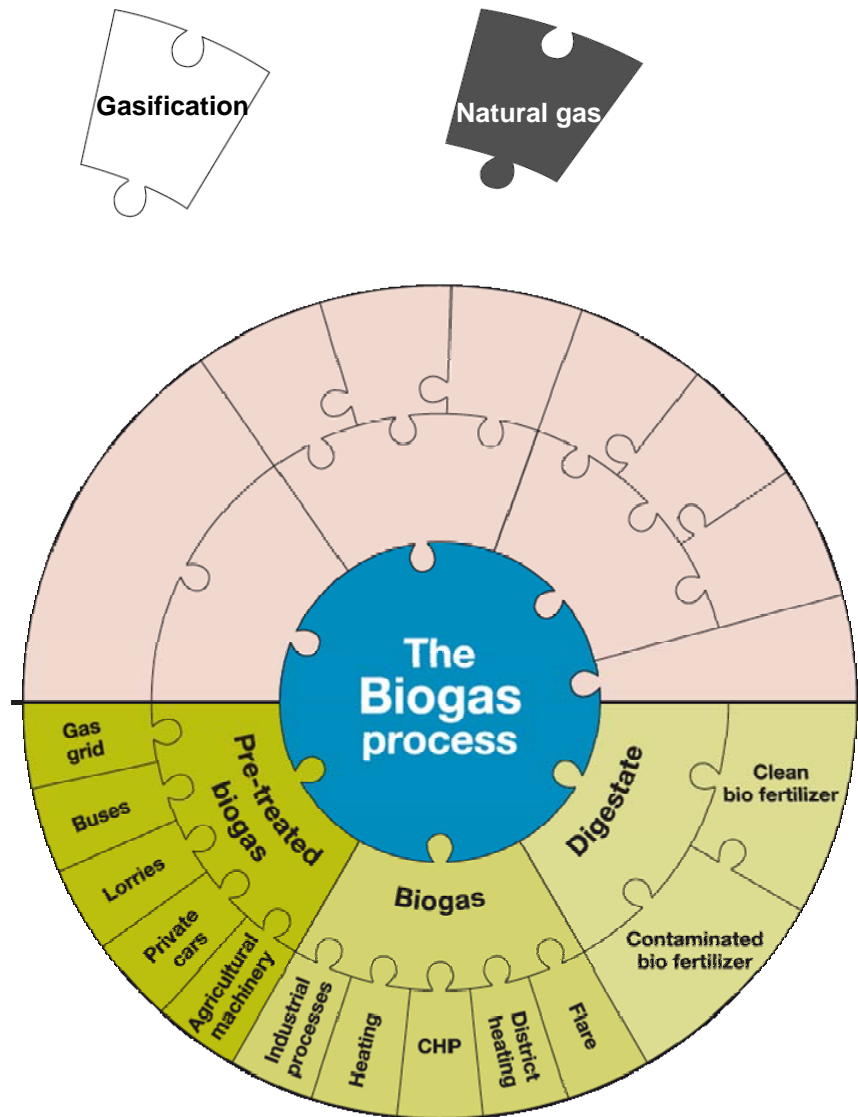 Gasification
Natural gas
The
Biogas
process
Gas
grid
Buses
Lorries
Private
cars
Agricultural
machinery
Pre-treated
biogas
Industrial
processes
Heating
CHP
District
heating
Flare
Biogas
Digestate
Clean
bio fertilizer
Contaminated
bio fertilizer